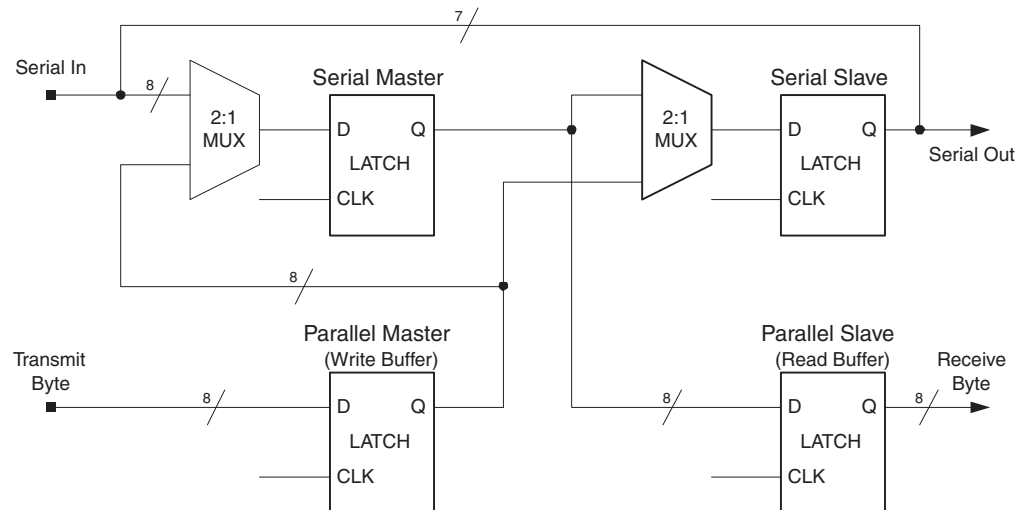 7
Serial In
8
2:1
MUX
Serial Master
D Q
LATCH
CLK
2:1
MUX
Serial Slave
D Q
LATCH
CLK
Serial Out
8
Transmit
Byte
8
Parallel Master
(Write Buffer)
D Q
LATCH
CLK
8
Parallel Slave
(Read Buffer)
D Q
LATCH
CLK
8
Receive
Byte